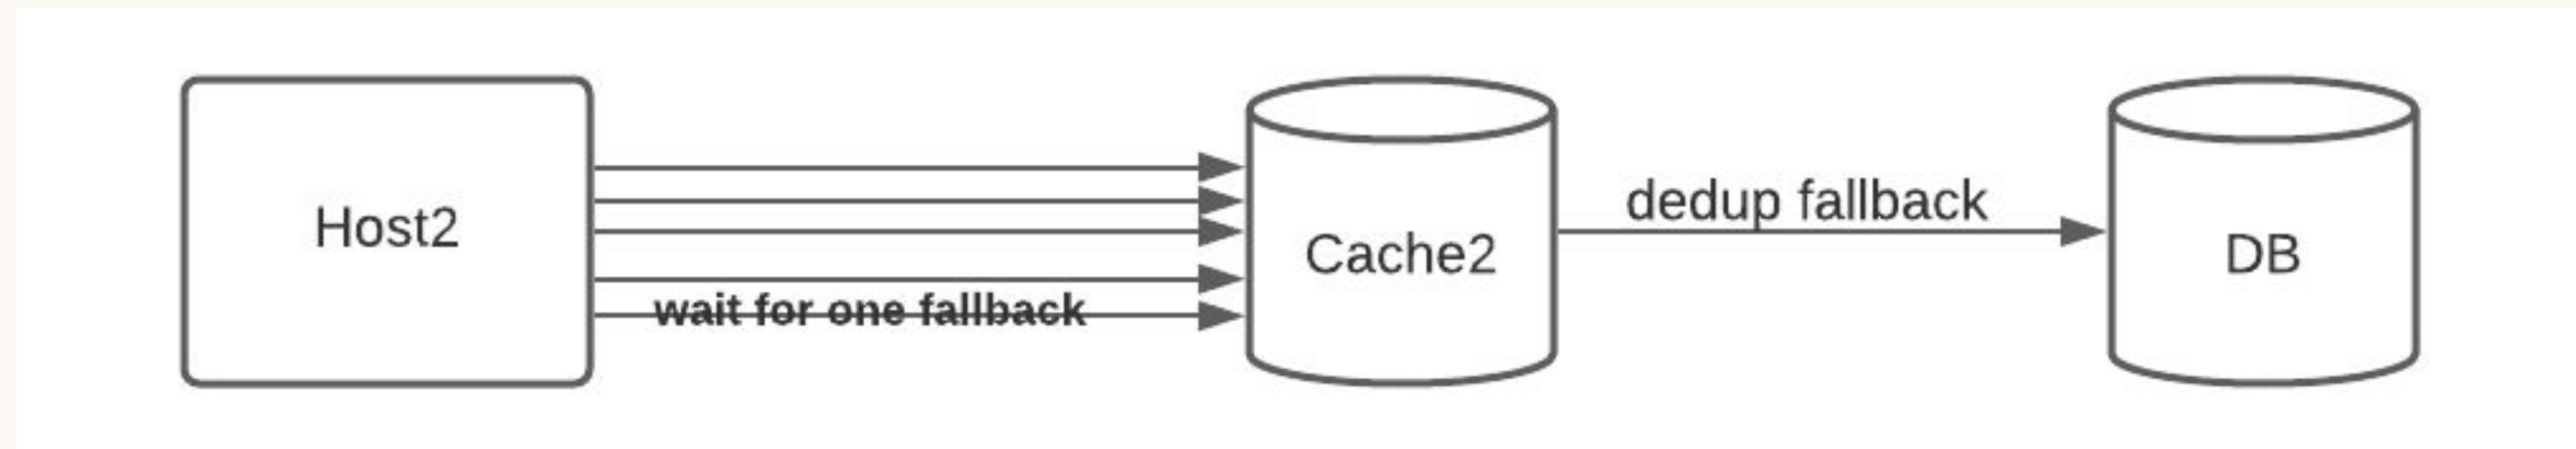 Host2
wait for one fallback
Cache2
dedup fallback
DB